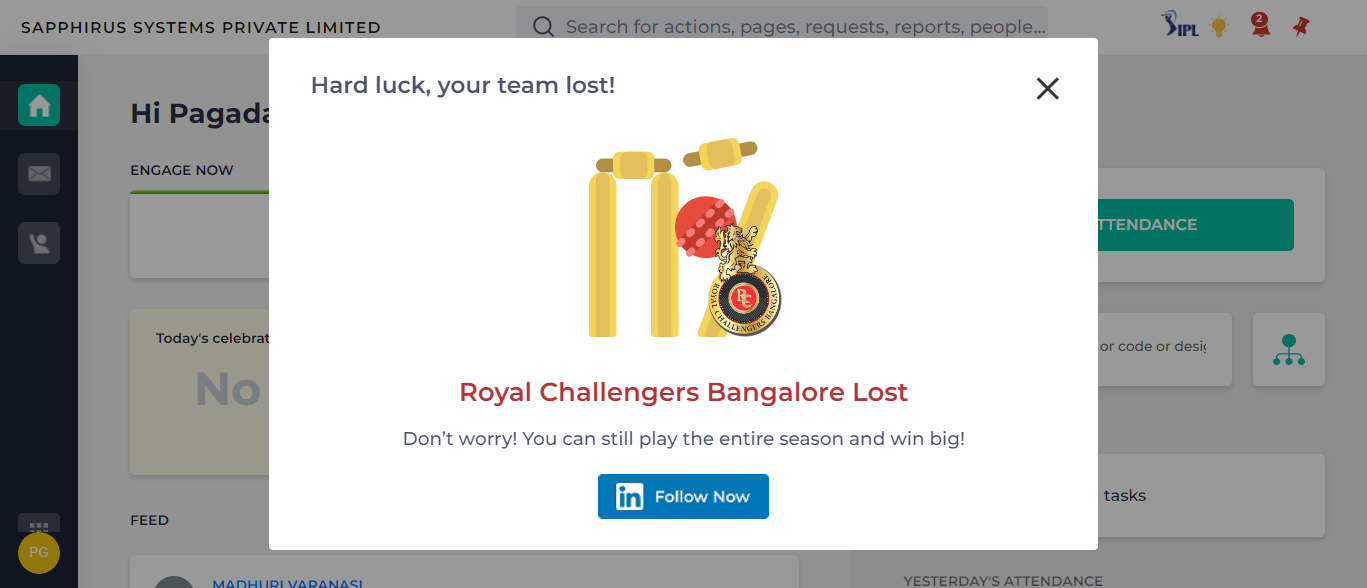 SAPPHIRUS SYSTEMS PRIVATE LIMITED
Search for actions, pages, requests, reports, people...
IPL
2
Hard luck, your team lost!
Hi Pagada
ENGAGE NOW
TTENDANCE
ROYAL CHALLENGERS BANGALORE
RC
Today's celebrat
or code or desig
No
Royal Challengers Bangalore Lost
Don’t worry! You can still play the entire season and win big!
in Follow Now
tasks
FEED
PG
MADHURI VARANASI
YESTERDAY'S ATTENDANCE